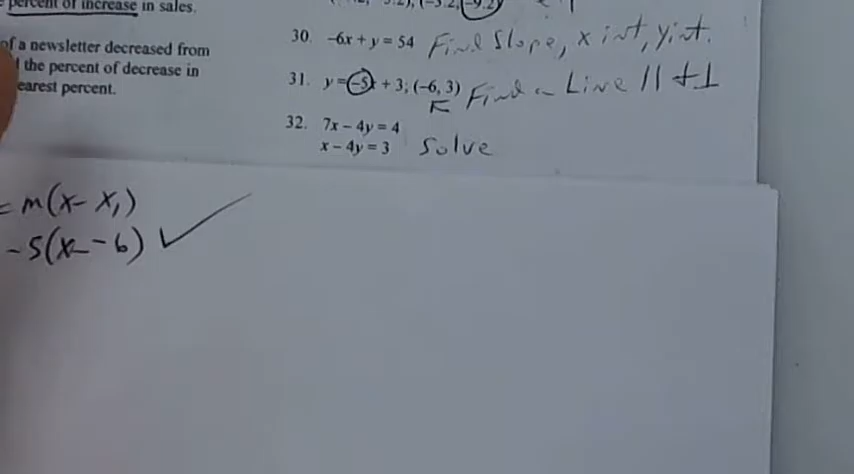 percent of increase in sales.
of a newsletter decreased from
the percent of decrease in
earest percent.
30. -6x + y = 54 Find Slope, x int, y int.
31. y = -5x + 3; (-6, 3) Find a Line || + ⊥
32. 7x - 4y = 4
x - 4y = 3 Solve
= m(x - x₁)
-5(x - -6) ✓